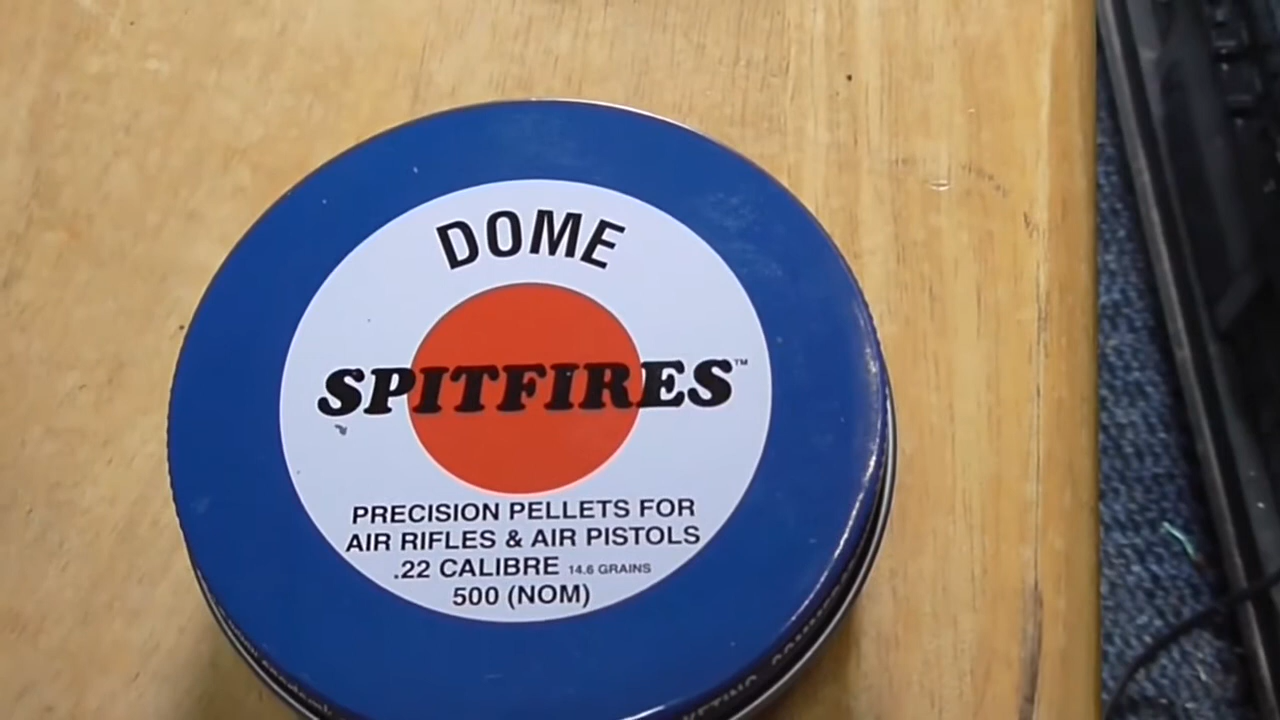 DOME
SPITFIRES™
PRECISION PELLETS FOR
AIR RIFLES & AIR PISTOLS
.22 CALIBRE 14.6 GRAINS
500 (NOM)